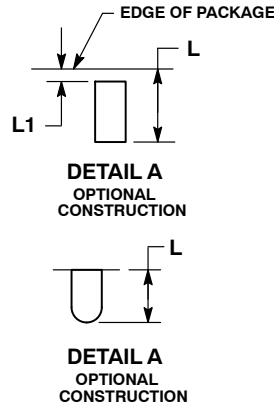 EDGE OF PACKAGE
L
L1
DETAIL A
OPTIONAL
CONSTRUCTION
L
DETAIL A
OPTIONAL
CONSTRUCTION